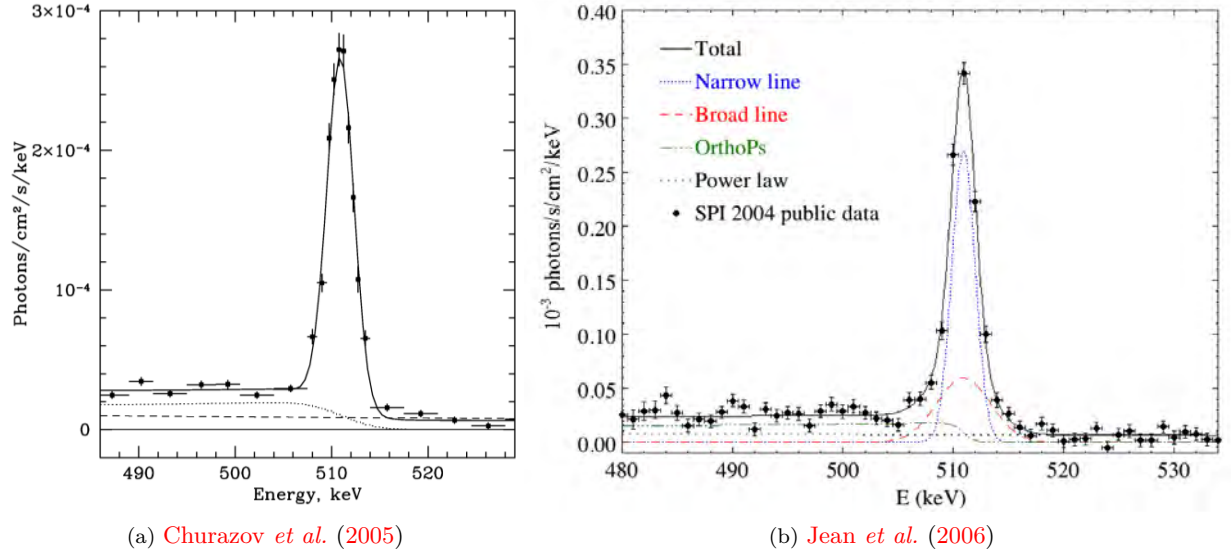 3×10⁻⁴
2×10⁻⁴
10⁻⁴
0
Photons/cm²/s/keV
490 500 510 520
Energy, keV
(a) Churazov et al. (2005)
0.40
0.35
0.30
0.25
0.20
0.15
0.10
0.05
0.00
10⁻³ photons/s/cm²/keV
Total
Narrow line
Broad line
OrthoPs
Power law
SPI 2004 public data
480 490 500 510 520 530
E (keV)
(b) Jean et al. (2006)